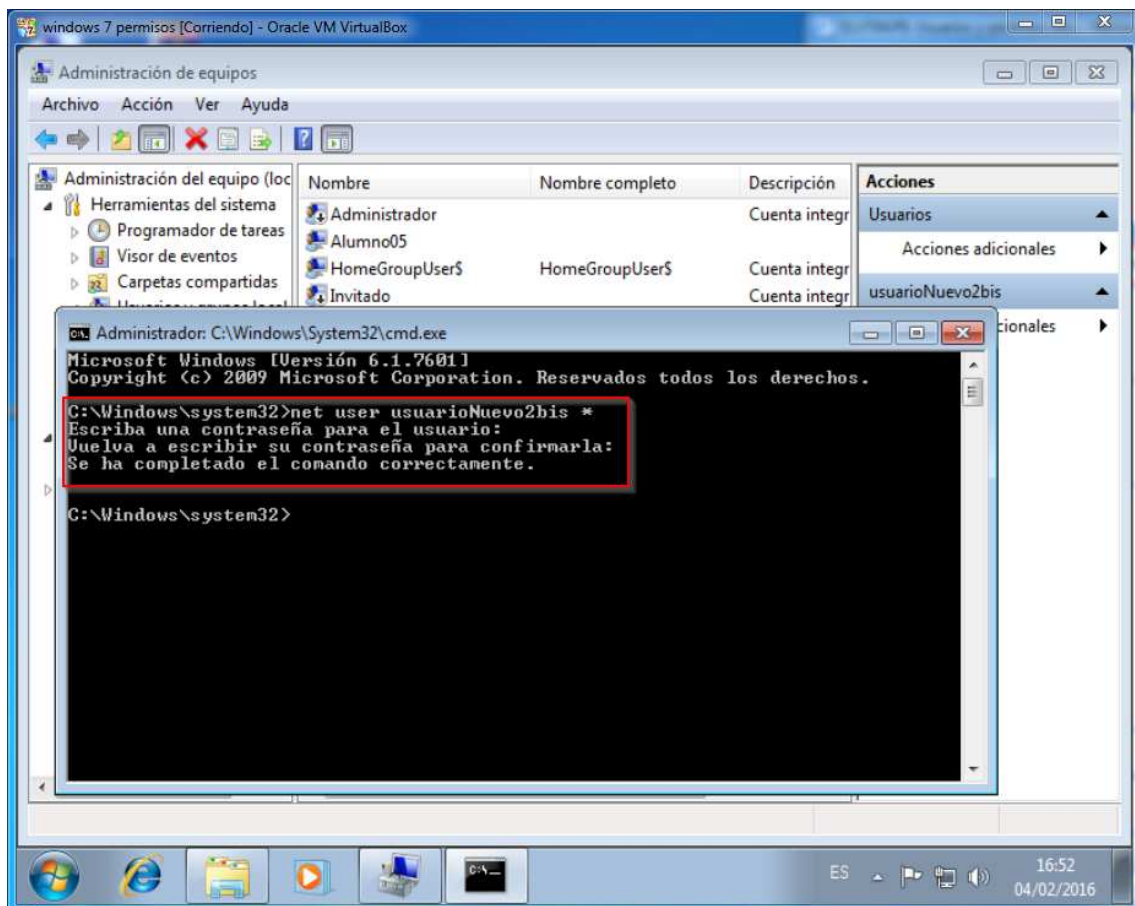 windows 7 permisos [Corriendo] - Oracle VM VirtualBox
Administración de equipos
Archivo Acción Ver Ayuda
Administración del equipo (loc
Herramientas del sistema
Programador de tareas
Visor de eventos
Carpetas compartidas
Nombre Nombre completo Descripción
Administrador Cuenta integr
Alumno05
HomeGroupUser$ HomeGroupUser$ Cuenta integr
Invitado Cuenta integr
Acciones
Usuarios
Acciones adicionales
usuarioNuevo2bis
cionales
Administrador: C:\Windows\System32\cmd.exe
Microsoft Windows [Versión 6.1.7601]
Copyright (c) 2009 Microsoft Corporation. Reservados todos los derechos.
C:\Windows\system32>net user usuarioNuevo2bis *
Escriba una contraseña para el usuario:
Vuelva a escribir su contraseña para confirmarla:
Se ha completado el comando correctamente.
C:\Windows\system32>
ES
16:52
04/02/2016